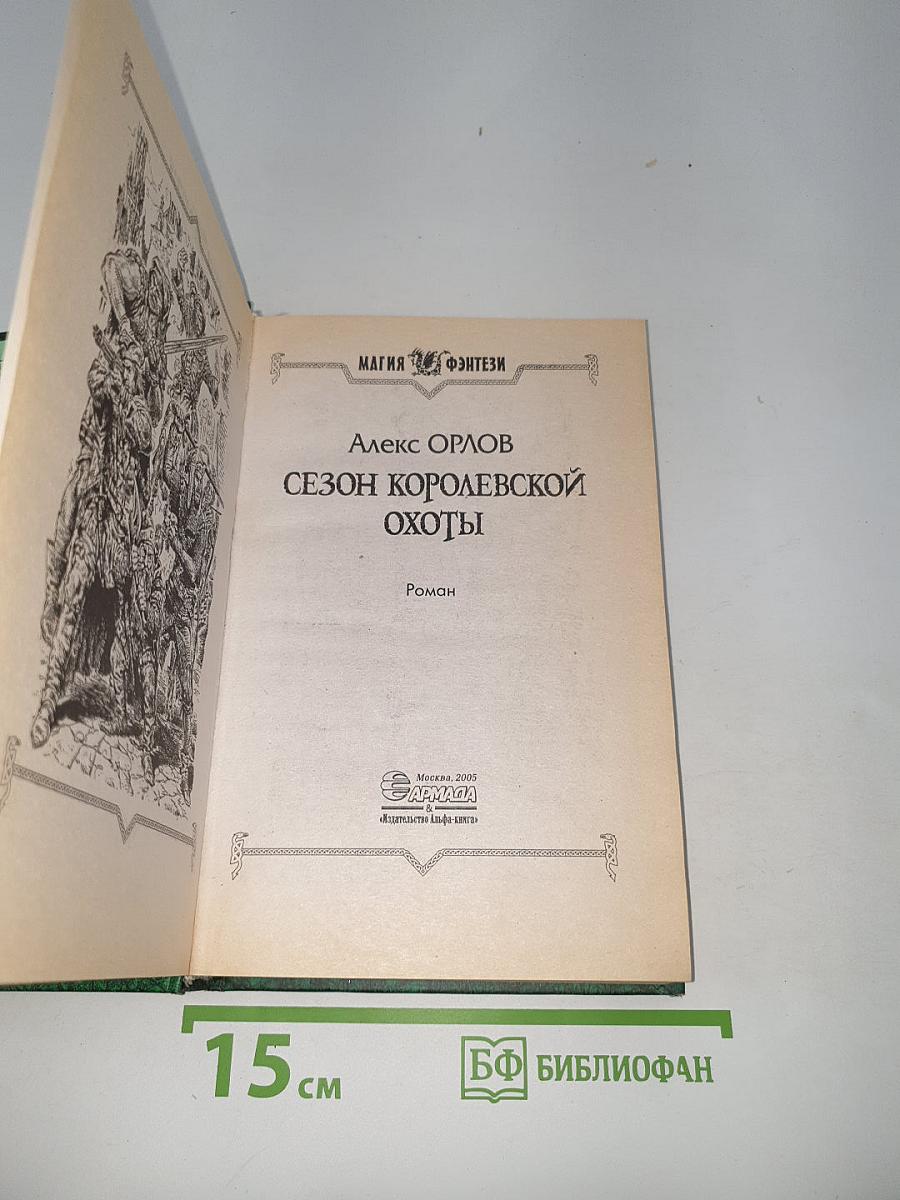 МАГИЯ ФЭНТЕЗИ
Алекс ОРЛОВ
СЕЗОН КОРОЛЕВСКОЙ
ОХОТЫ
Роман
Москва, 2005
АРМАДА
&
«Издательство Альфа-книга»
15 см
БФ БИБЛИОФАН